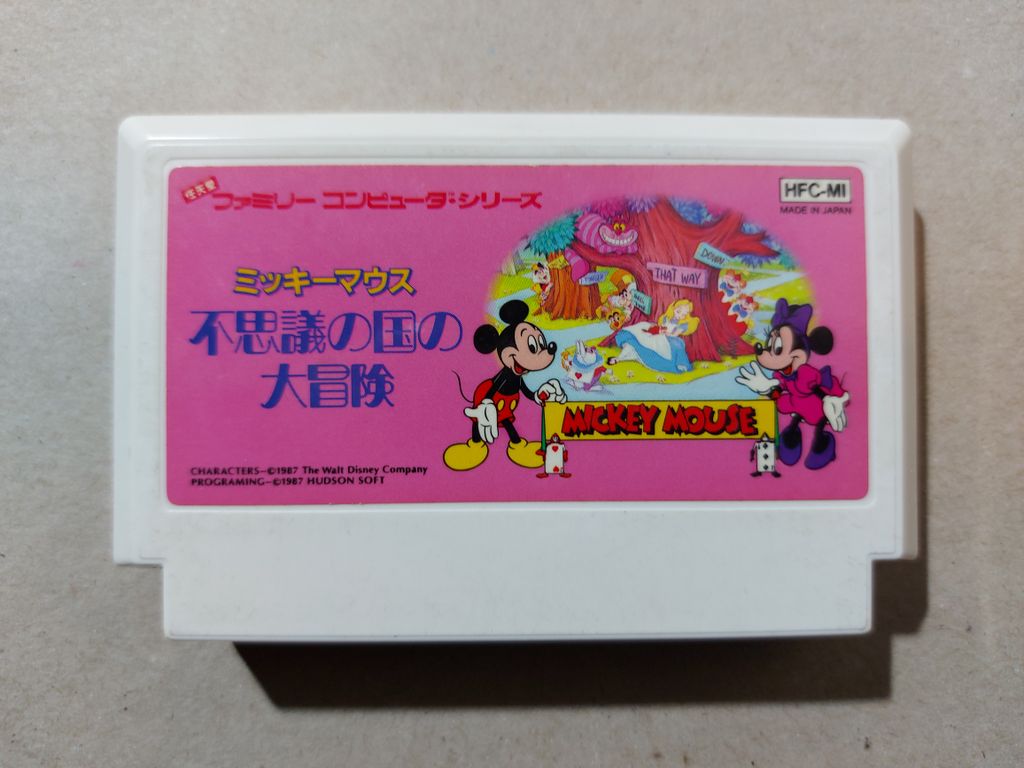 任天堂
ファミリー コンピュータ・シリーズ
HFC-MI
MADE IN JAPAN
ミッキーマウス
不思議の国の
大冒険
DOWN
THAT WAY
MICKEY MOUSE
CHARACTERS—©1987 The Walt Disney Company
PROGRAMING—©1987 HUDSON SOFT